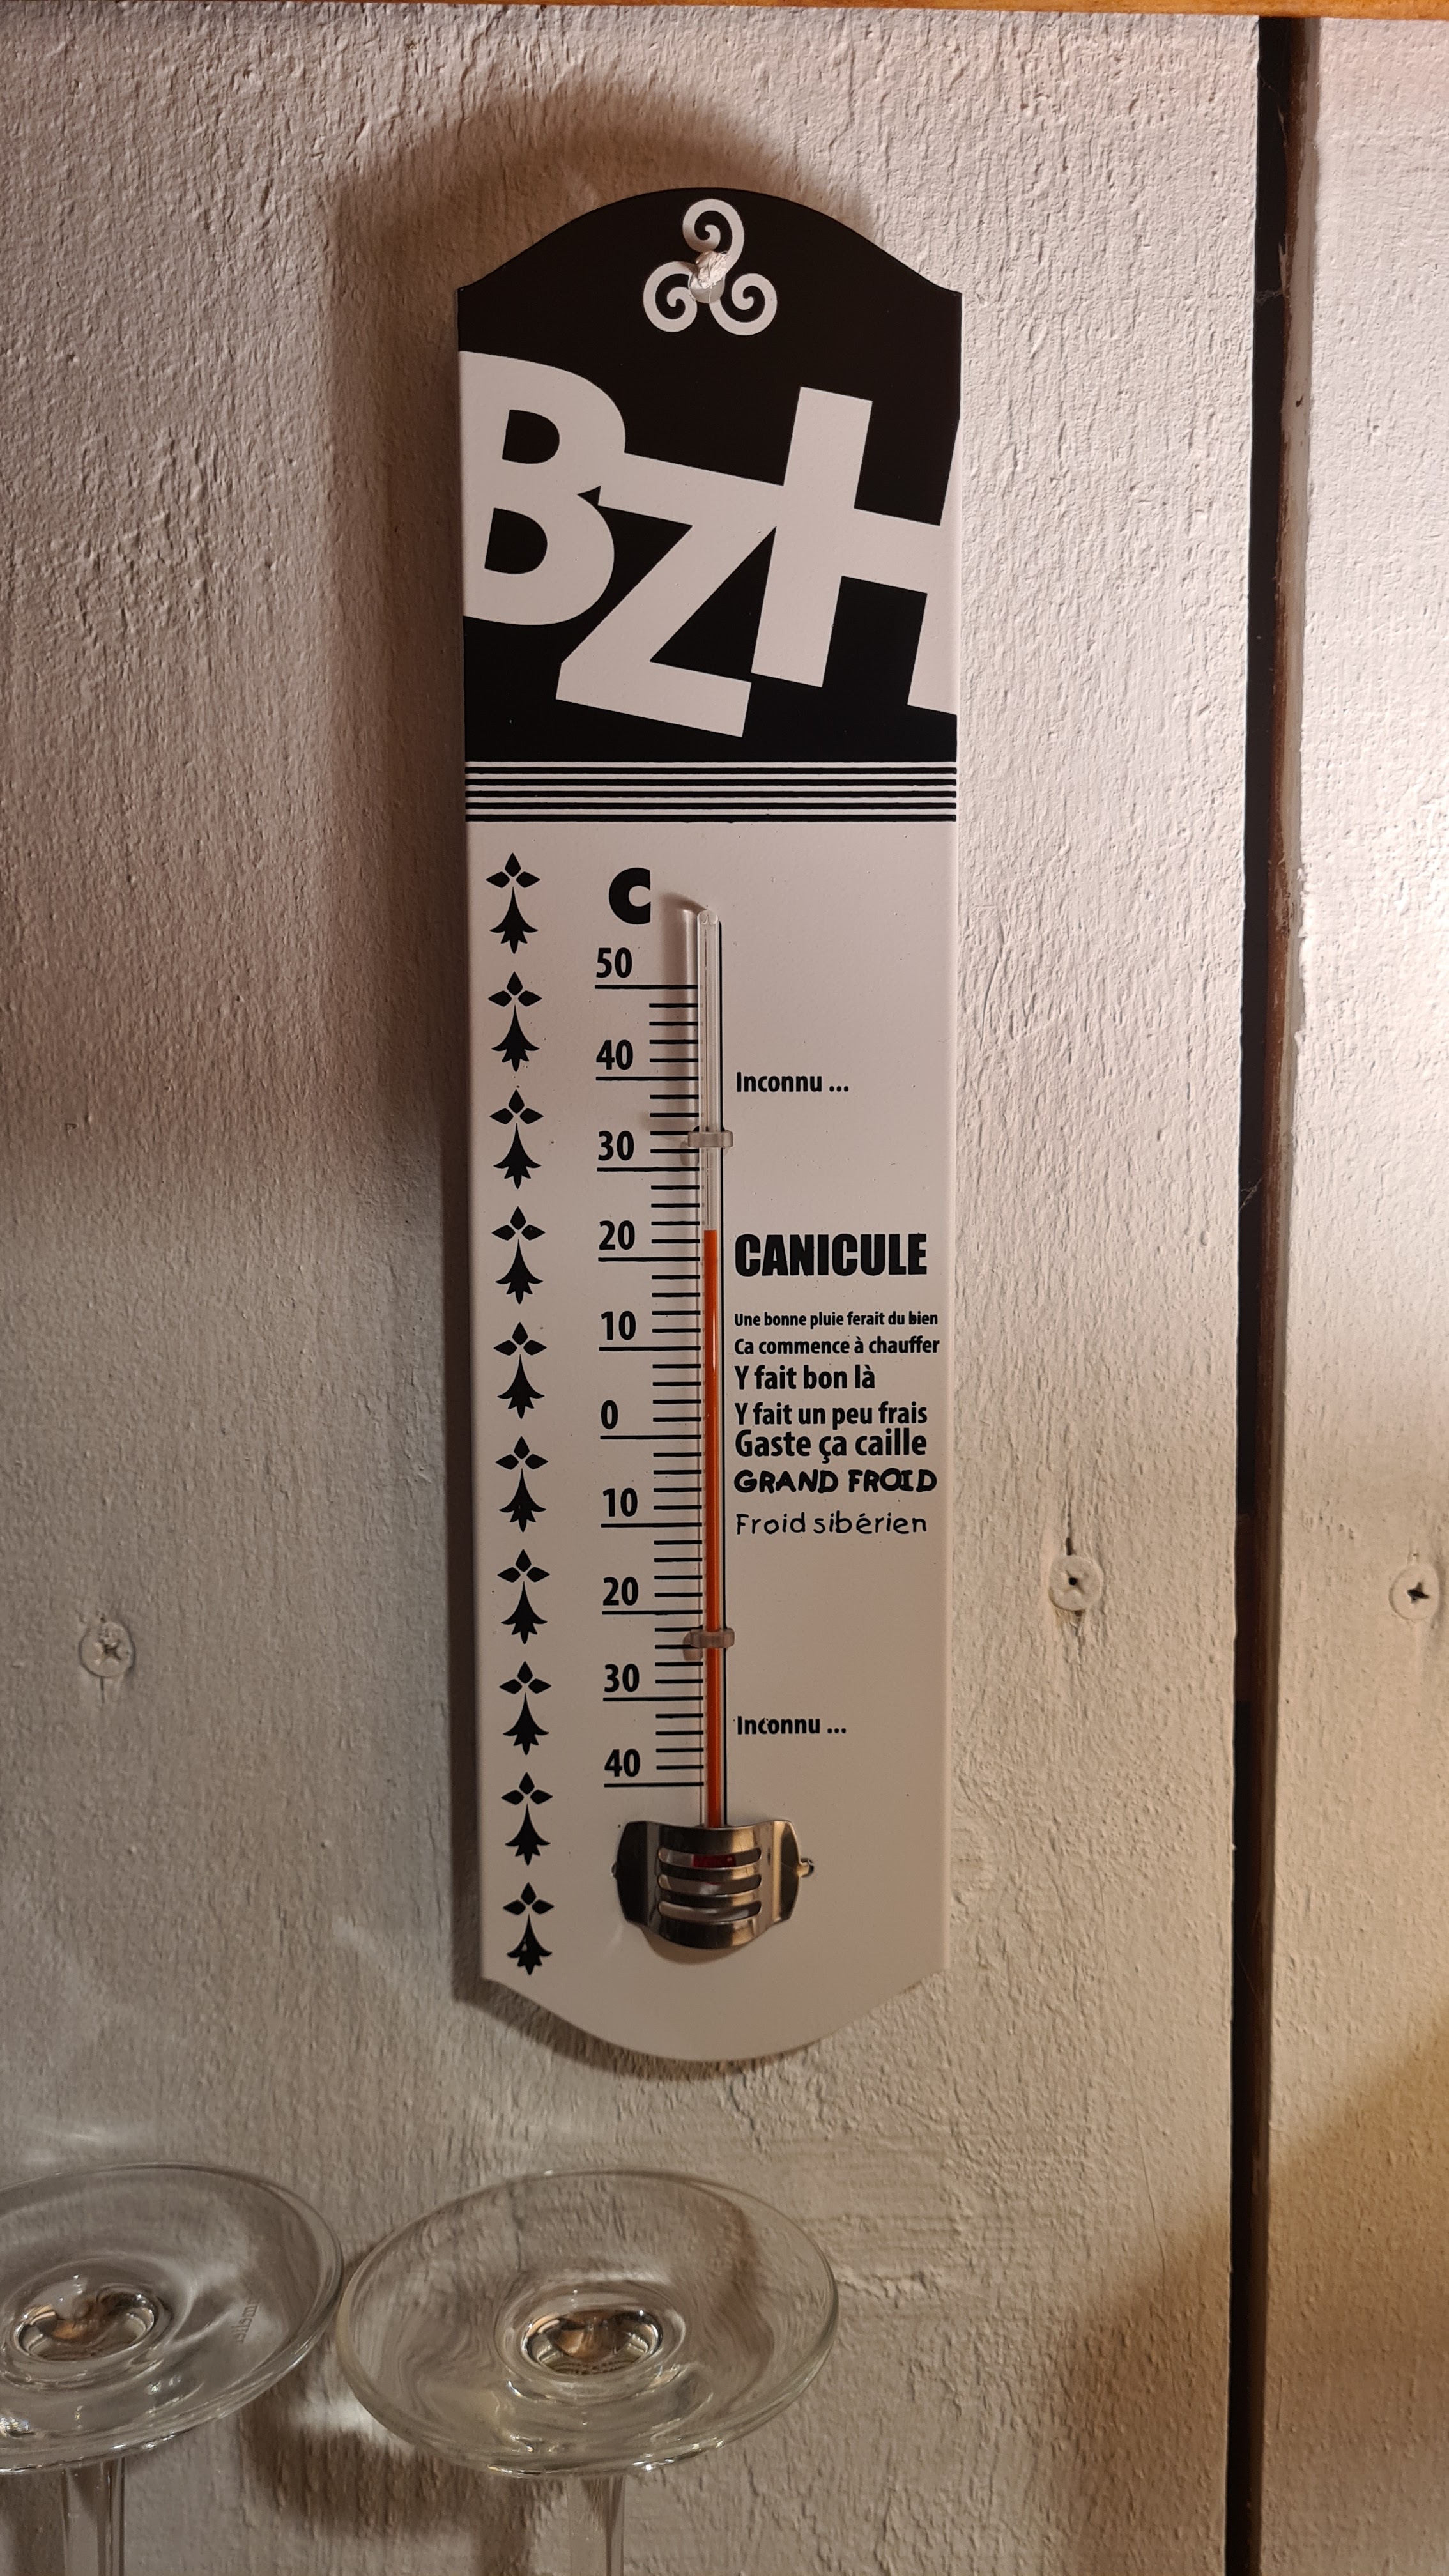 BZH
C
50
40
Inconnu ...
30
20
CANICULE
Une bonne pluie ferait du bien
10
Ca commence à chauffer
Y fait bon là
0
Y fait un peu frais
Gaste ça caille
GRAND FROID
10
Froid sibérien
20
30
Inconnu ...
40